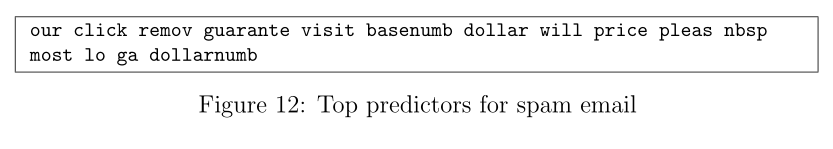 our click remov guarante visit basenumb dollar will price pleas nbsp
most lo ga dollarnumb
Figure 12: Top predictors for spam email